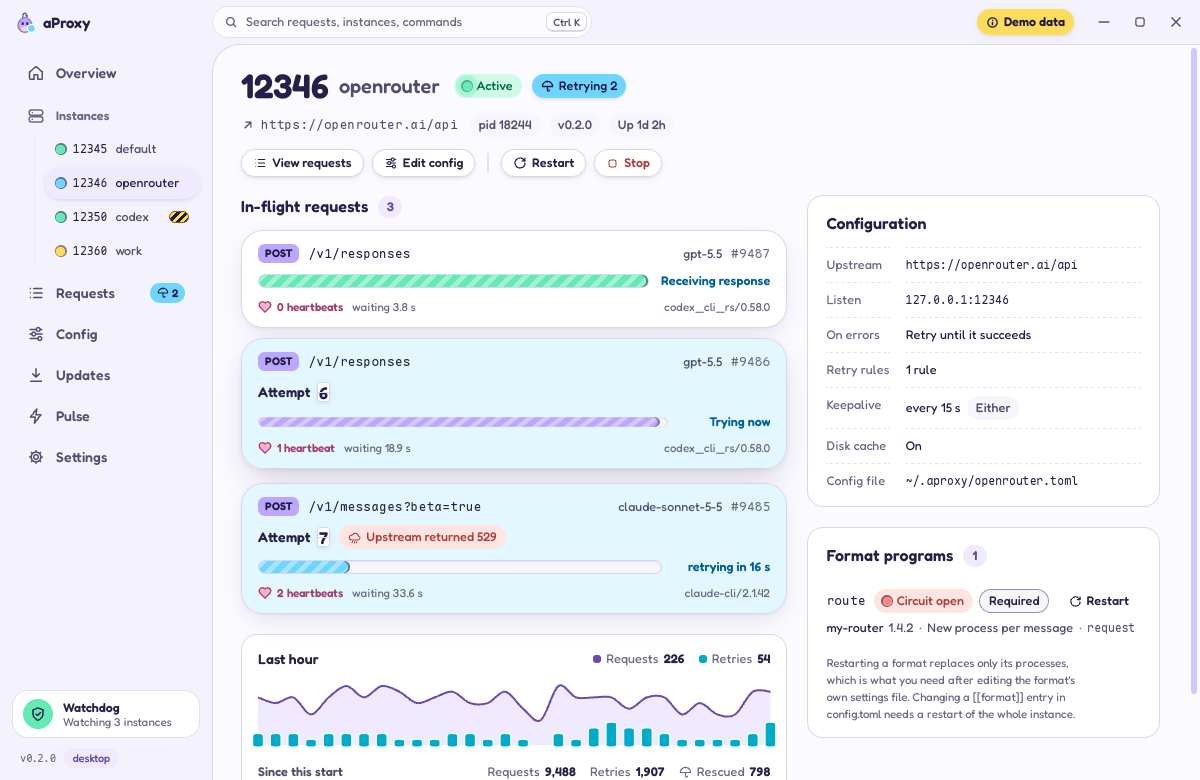 aProxy
Search requests, instances, commands
Ctrl K
Demo data
Overview
Instances
12345 default
12346 openrouter
12350 codex
12360 work
Requests 2
Config
Updates
Pulse
Settings
Watchdog
Watching 3 instances
v0.2.0 desktop
12346 openrouter Active Retrying 2
https://openrouter.ai/api pid 18244 v0.2.0 Up 1d 2h
View requests Edit config Restart Stop
In-flight requests 3
POST /v1/responses gpt-5.5 #9487
Receiving response
0 heartbeats waiting 3.8 s codex_cli_rs/0.58.0
POST /v1/responses gpt-5.5 #9486
Attempt 6
Trying now
1 heartbeat waiting 18.9 s codex_cli_rs/0.58.0
POST /v1/messages?beta=true claude-sonnet-5-5 #9485
Attempt 7 Upstream returned 529
retrying in 16 s
2 heartbeats waiting 33.6 s claude-cli/2.1.42
Last hour Requests 226 Retries 54
Since this start Requests 9,488 Retries 1,907 Rescued 798
Configuration
Upstream https://openrouter.ai/api
Listen 127.0.0.1:12346
On errors Retry until it succeeds
Retry rules 1 rule
Keepalive every 15 s Either
Disk cache On
Config file ~/.aproxy/openrouter.toml
Format programs 1
route Circuit open Required Restart
my-router 1.4.2 · New process per message · request
Restarting a format replaces only its processes,
which is what you need after editing the format's
own settings file. Changing a [[format]] entry in
config.toml needs a restart of the whole instance.